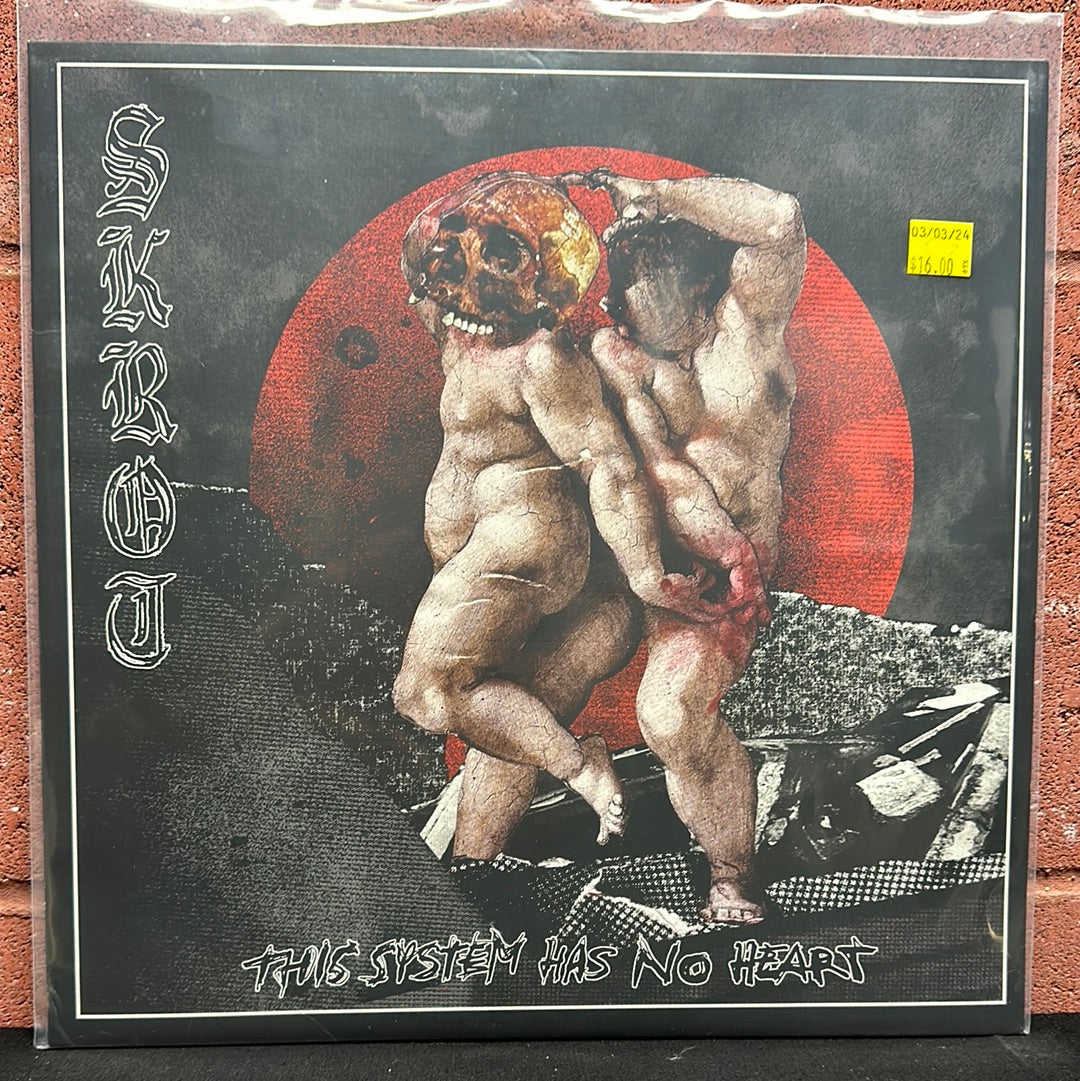 SKROT
03/03/24
$16.00
THIS SYSTEM HAS NO HEART